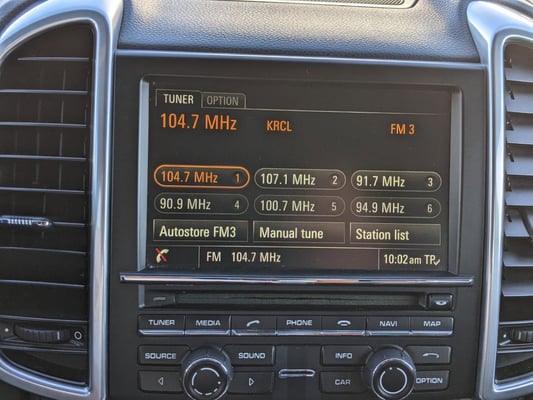 TUNER OPTION
104.7 MHz KRCL FM 3
104.7 MHz 1 107.1 MHz 2 91.7 MHz 3
90.9 MHz 4 100.7 MHz 5 94.9 MHz 6
Autostore FM3 Manual tune Station list
FM 104.7 MHz 10:02 am TP
TUNER MEDIA PHONE NAVI MAP
SOURCE SOUND INFO
CAR OPTION